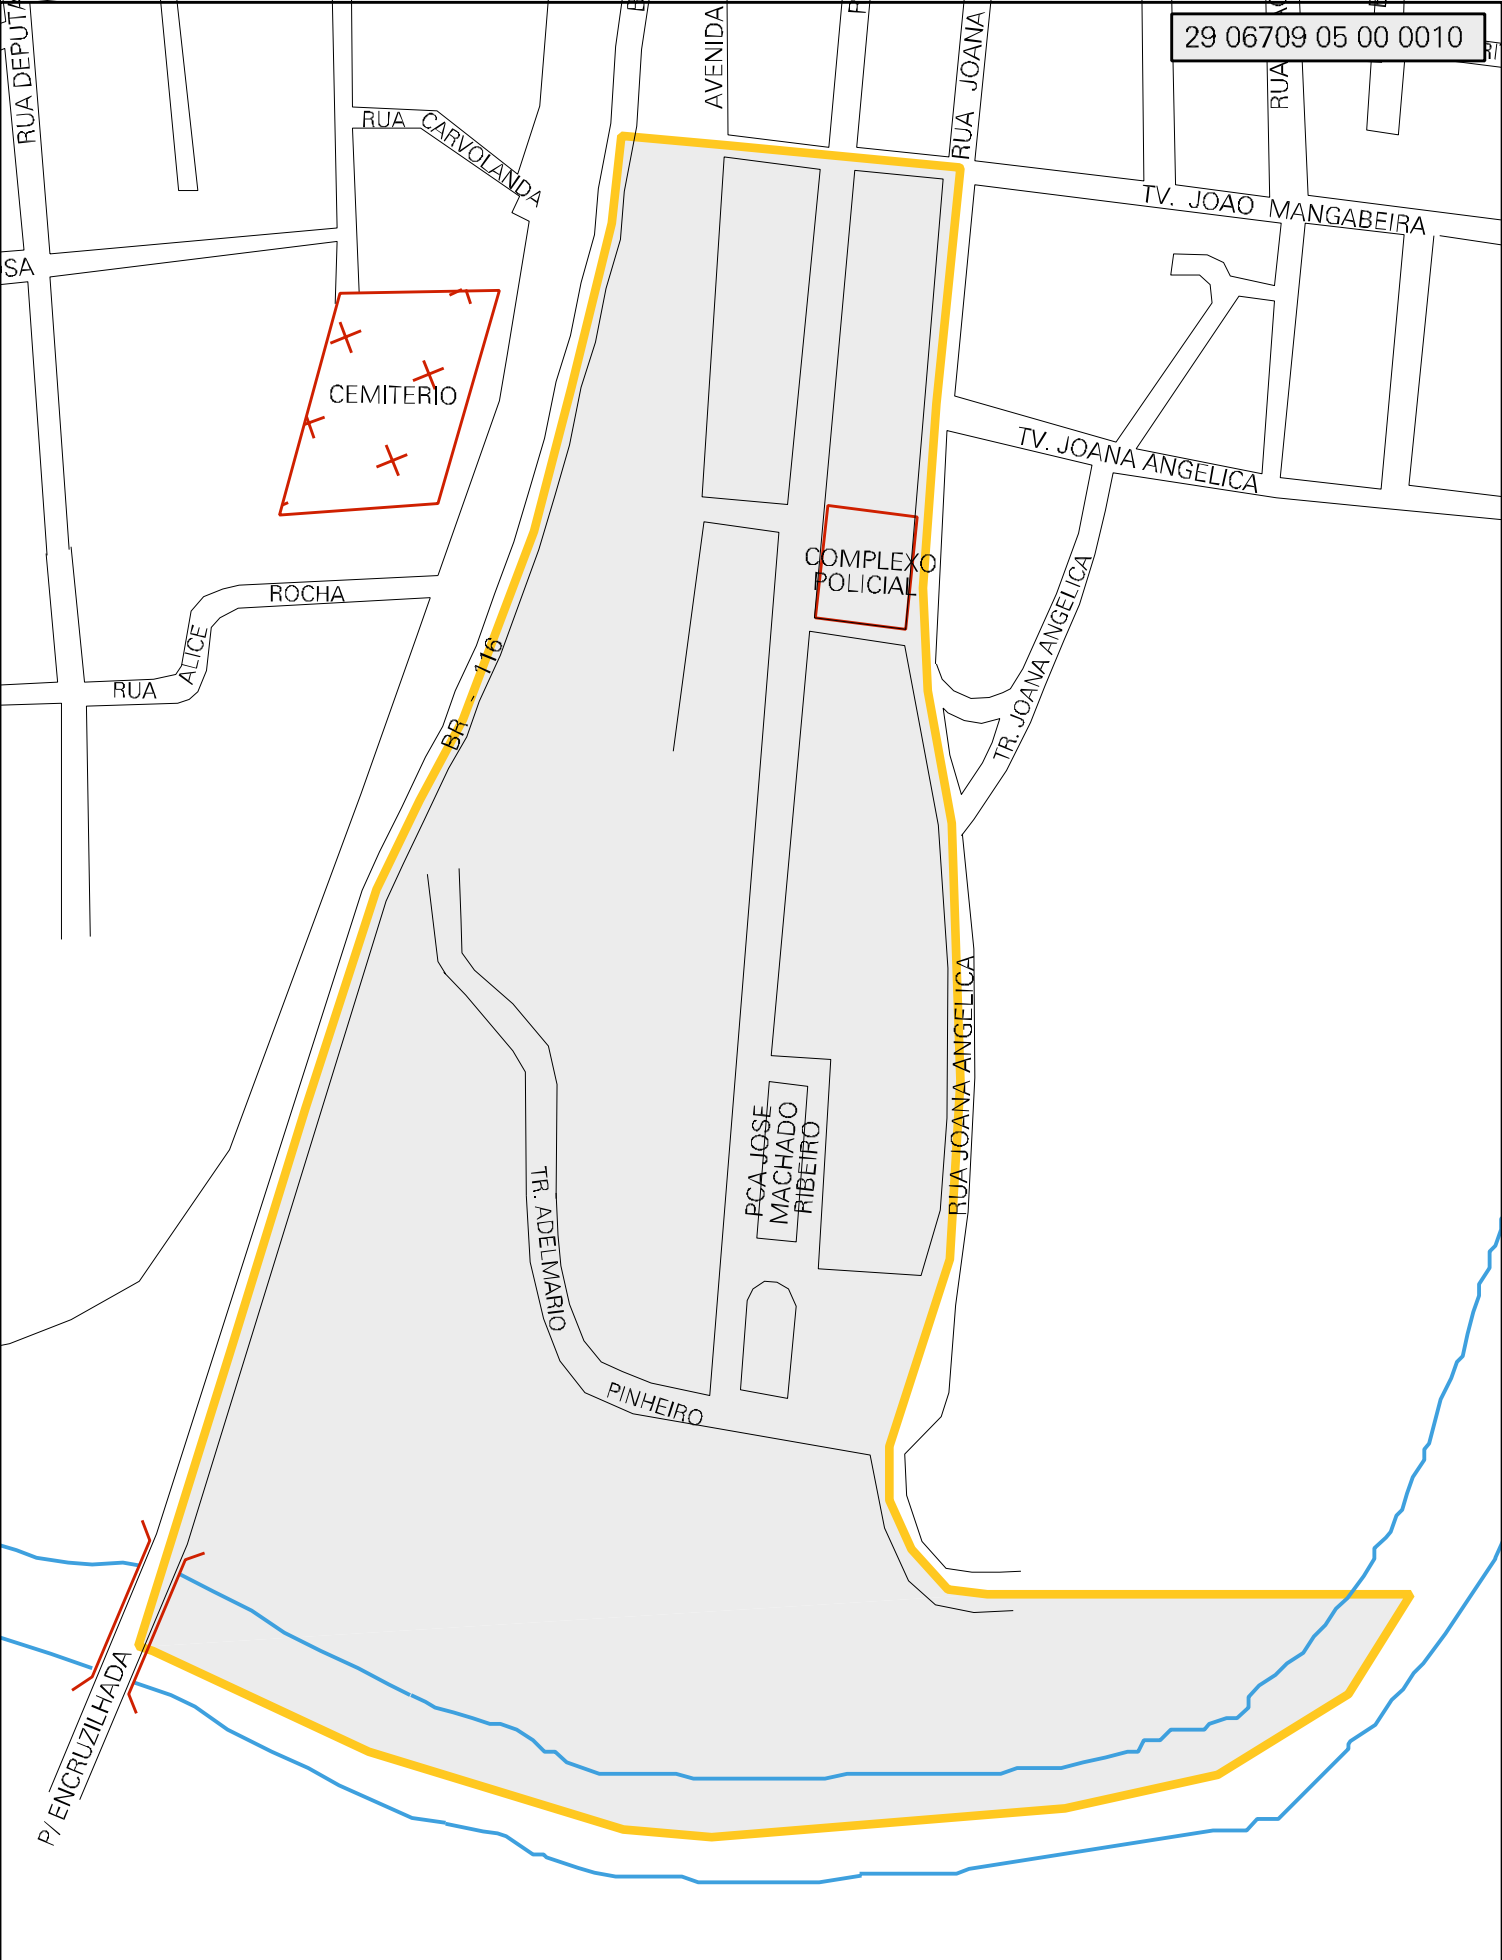 29 06709 05 00 0010
RUA DEPUTA
AVENIDA
RUA JOANA
RUA
RUA CARVOLANDA
TV. JOAO MANGABEIRA
SA
CEMITERIO
TV. JOANA ANGELICA
COMPLEXO
POLICIAL
ROCHA
ALICE
RUA
BR - 116
TR. JOANA ANGELICA
RUA JOANA ANGELICA
PCA JOSE
MACHADO
RIBEIRO
TR. ADELMARIO
PINHEIRO
P/ ENCRUZILHADA